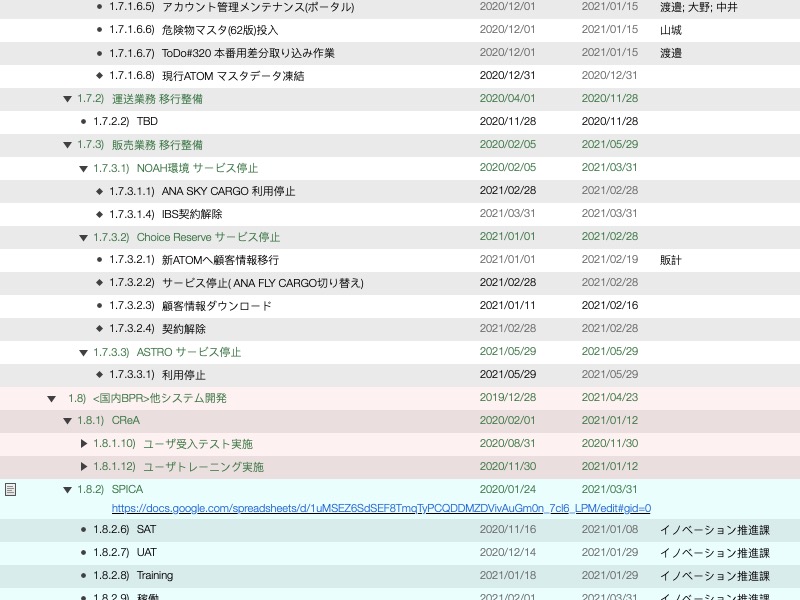 1.7.1.6.5) アカウント管理メンテナンス(ポータル) 2020/12/01 2021/01/15 渡邉; 大野; 中井
1.7.1.6.6) 危険物マスタ(62版)投入 2020/12/01 2021/01/15 山城
1.7.1.6.7) ToDo#320 本番用差分取り込み作業 2020/12/01 2021/01/15 渡邉
1.7.1.6.8) 現行ATOM マスタデータ凍結 2020/12/31 2020/12/31
1.7.2) 運送業務 移行整備 2020/04/01 2020/11/28
1.7.2.2) TBD 2020/11/28 2020/11/28
1.7.3) 販売業務 移行整備 2020/02/05 2021/05/29
1.7.3.1) NOAH環境 サービス停止 2020/02/05 2021/03/31
1.7.3.1.1) ANA SKY CARGO 利用停止 2021/02/28 2021/02/28
1.7.3.1.4) IBS契約解除 2021/03/31 2021/03/31
1.7.3.2) Choice Reserve サービス停止 2021/01/01 2021/02/28
1.7.3.2.1) 新ATOMへ顧客情報移行 2021/01/01 2021/02/19 販計
1.7.3.2.2) サービス停止( ANA FLY CARGO切り替え) 2021/02/28 2021/02/28
1.7.3.2.3) 顧客情報ダウンロード 2021/01/11 2021/02/16
1.7.3.2.4) 契約解除 2021/02/28 2021/02/28
1.7.3.3) ASTRO サービス停止 2021/05/29 2021/05/29
1.7.3.3.1) 利用停止 2021/05/29 2021/05/29
1.8) <国内BPR>他システム開発 2019/12/28 2021/04/23
1.8.1) CReA 2020/02/01 2021/01/12
1.8.1.10) ユーザ受入テスト実施 2020/08/31 2020/11/30
1.8.1.12) ユーザトレーニング実施 2020/11/30 2021/01/12
1.8.2) SPICA 2020/01/24 2021/03/31
https://docs.google.com/spreadsheets/d/1uMSEZ6SdSEF8TmqTyPCQDDMZDVivAuGm0n_7cI6_LPM/edit#gid=0
1.8.2.6) SAT 2020/11/16 2021/01/08 イノベーション推進課
1.8.2.7) UAT 2020/12/14 2021/01/29 イノベーション推進課
1.8.2.8) Training 2021/01/18 2021/01/29 イノベーション推進課
1.8.2.9) 稼働 2021/02/01 2021/03/31 イノベーション推進課